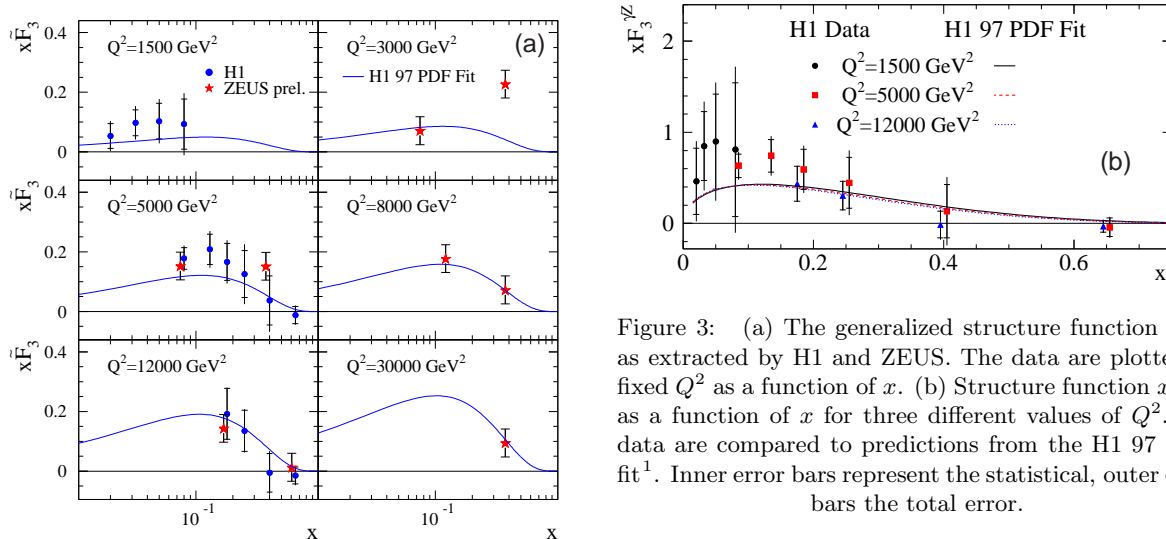 xF̃₃
0.4
0.2
0
Q²=1500 GeV²
H1
ZEUS prel.
(a)
Q²=3000 GeV²
H1 97 PDF Fit
xF̃₃
0.4
0.2
0
Q²=5000 GeV²
Q²=8000 GeV²
xF̃₃
0.4
0.2
0
Q²=12000 GeV²
Q²=30000 GeV²
10⁻¹
x
10⁻¹
x
xF₃^γZ
2
1
0
H1 Data
H1 97 PDF Fit
(b)
Q²=1500 GeV²
Q²=5000 GeV²
Q²=12000 GeV²
(b)
0
0.2
0.4
0.6
x
Figure 3: (a) The generalized structure function
as extracted by H1 and ZEUS. The data are plotte
fixed Q² as a function of x. (b) Structure function x
as a function of x for three different values of Q².
data are compared to predictions from the H1 97
fit¹. Inner error bars represent the statistical, outer
bars the total error.